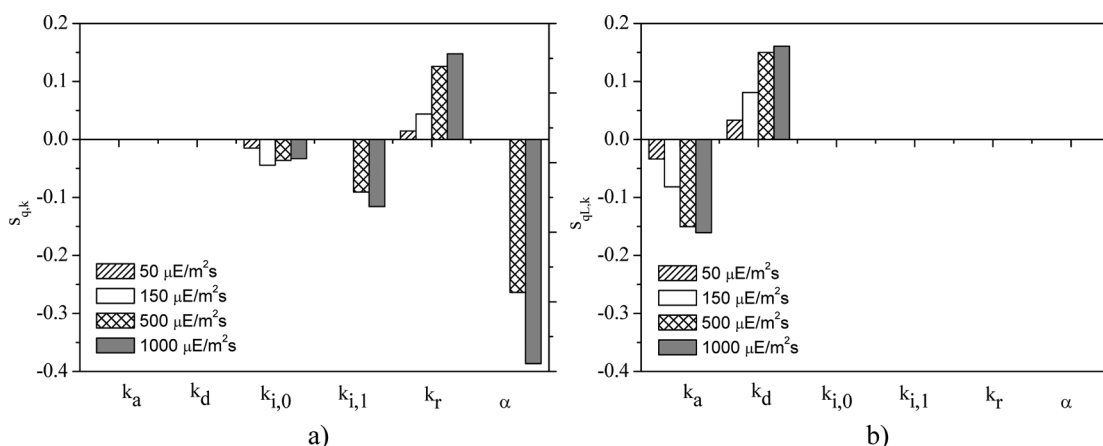 0.2
0.1
0.0
-0.1
-0.2
-0.3
-0.4
s_q,k
50 μE/m²s
150 μE/m²s
500 μE/m²s
1000 μE/m²s
k_a k_d k_i,0 k_i,1 k_r α
a)
0.2
0.1
0.0
-0.1
-0.2
-0.3
-0.4
s_qL,k
50 μE/m²s
150 μE/m²s
500 μE/m²s
1000 μE/m²s
k_a k_d k_i,0 k_i,1 k_r α
b)